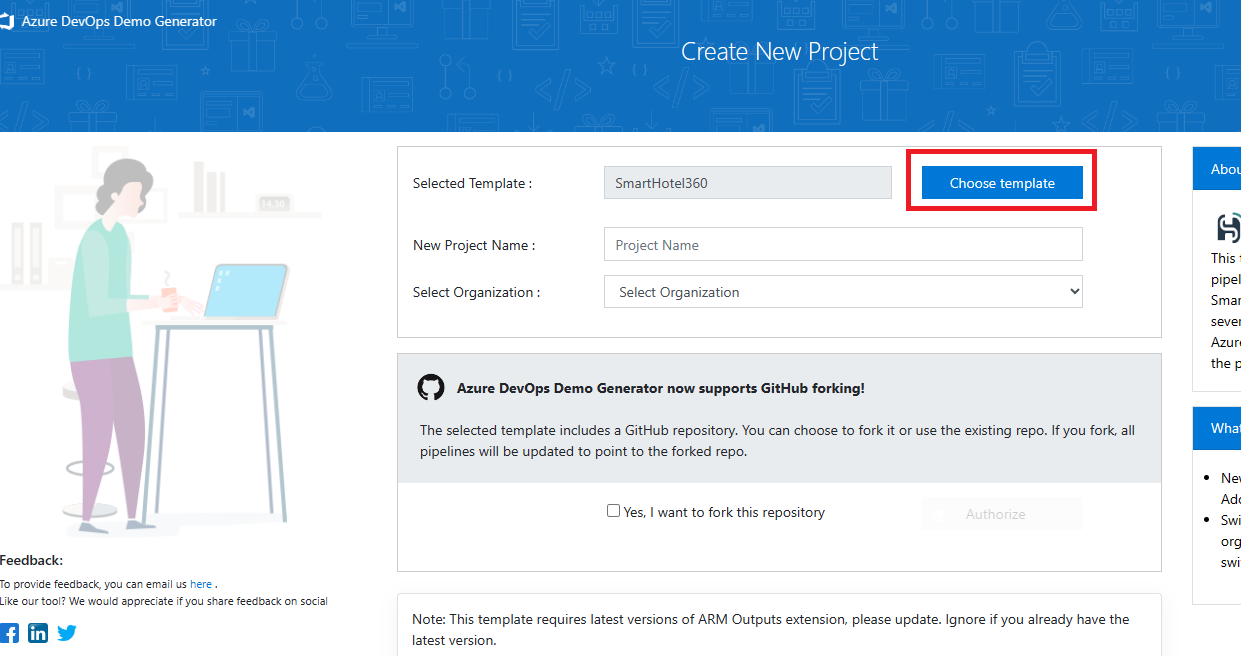 Azure DevOps Demo Generator
Create New Project
Selected Template :
SmartHotel360
Choose template
New Project Name :
Project Name
Select Organization :
Select Organization
Azure DevOps Demo Generator now supports GitHub forking!
The selected template includes a GitHub repository. You can choose to fork it or use the existing repo. If you fork, all
pipelines will be updated to point to the forked repo.
Yes, I want to fork this repository
Authorize
Note: This template requires latest versions of ARM Outputs extension, please update. Ignore if you already have the
latest version.
14.30
Feedback:
To provide feedback, you can email us here .
Like our tool? We would appreciate if you share feedback on social
Abou
This
pipel
Smar
sever
Azure
the p
What
New
Add
Swi
org
swi